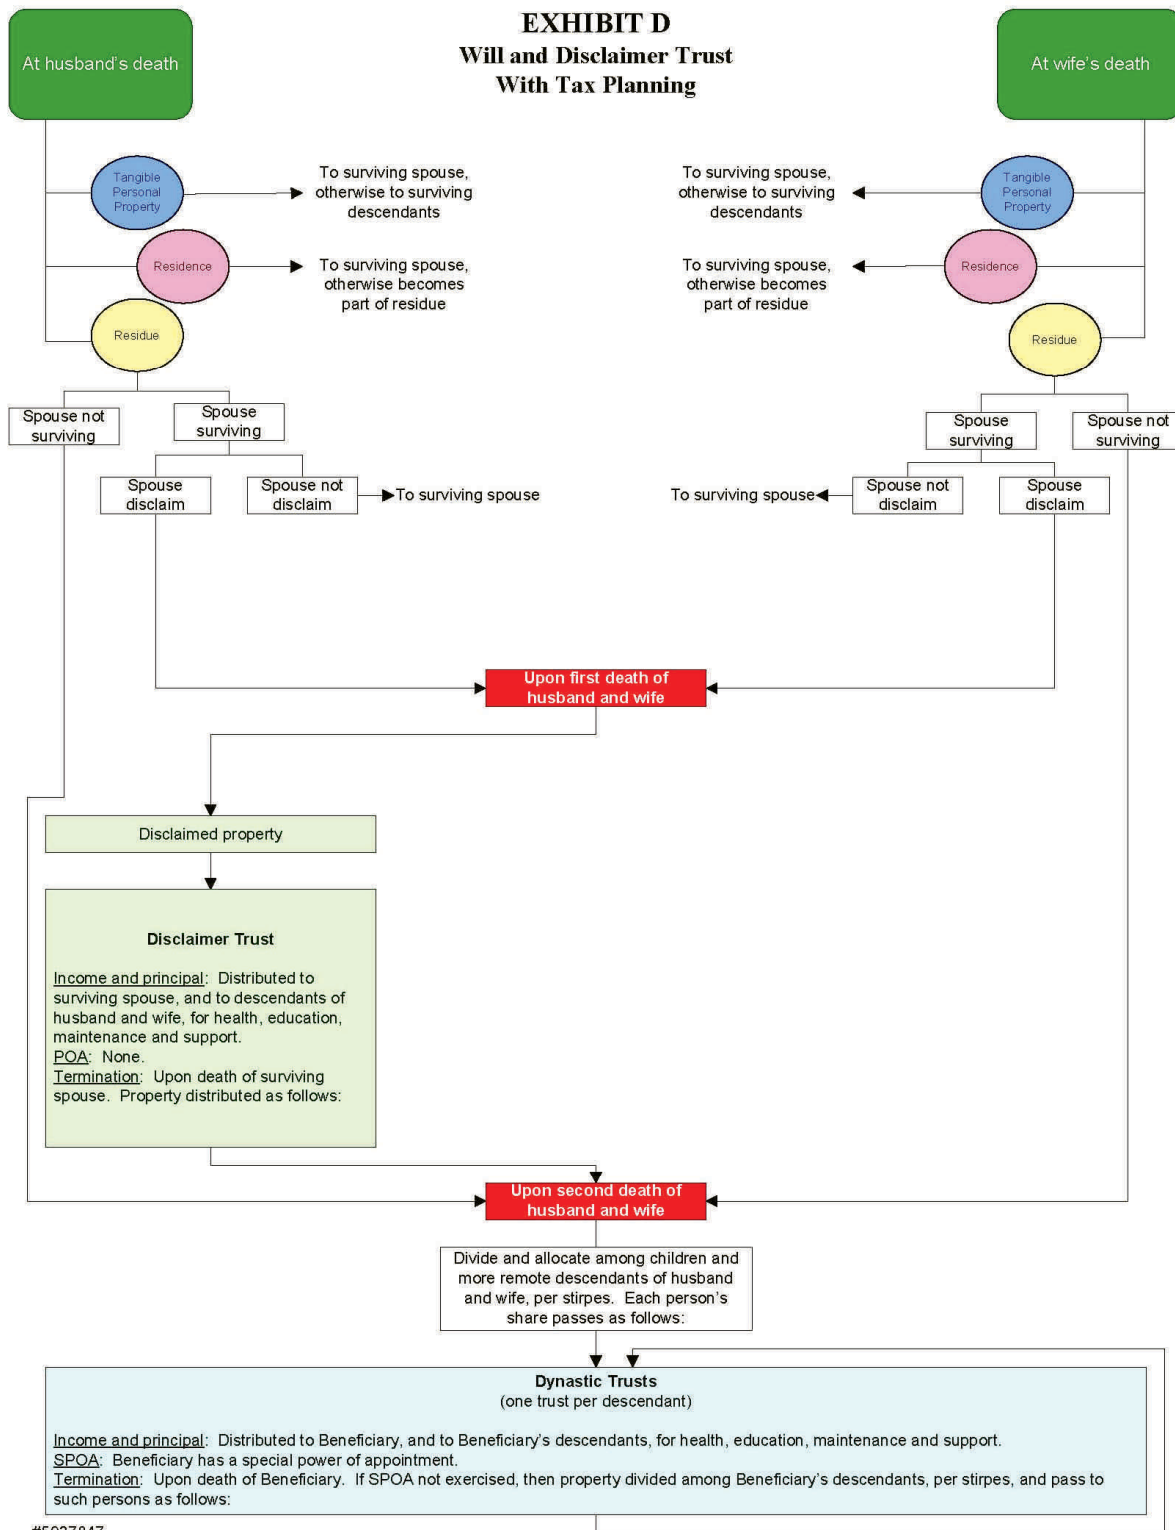 EXHIBIT D
Will and Disclaimer Trust
With Tax Planning
At husband's death
At wife's death
Tangible
Personal
Property
To surviving spouse,
otherwise to surviving
descendants
To surviving spouse,
otherwise to surviving
descendants
Tangible
Personal
Property
Residence
To surviving spouse,
otherwise becomes
part of residue
To surviving spouse,
otherwise becomes
part of residue
Residence
Residue
Residue
Spouse not
surviving
Spouse
surviving
Spouse
surviving
Spouse not
surviving
Spouse
disclaim
Spouse not
disclaim
To surviving spouse
To surviving spouse
Spouse not
disclaim
Spouse
disclaim
Upon first death of
husband and wife
Disclaimed property
Disclaimer Trust
Income and principal: Distributed to
surviving spouse, and to descendants of
husband and wife, for health, education,
maintenance and support.
POA: None.
Termination: Upon death of surviving
spouse. Property distributed as follows:
Upon second death of
husband and wife
Divide and allocate among children and
more remote descendants of husband
and wife, per stirpes. Each person's
share passes as follows:
Dynastic Trusts
(one trust per descendant)
Income and principal: Distributed to Beneficiary, and to Beneficiary's descendants, for health, education, maintenance and support.
SPOA: Beneficiary has a special power of appointment.
Termination: Upon death of Beneficiary. If SPOA not exercised, then property divided among Beneficiary's descendants, per stirpes, and pass to
such persons as follows: